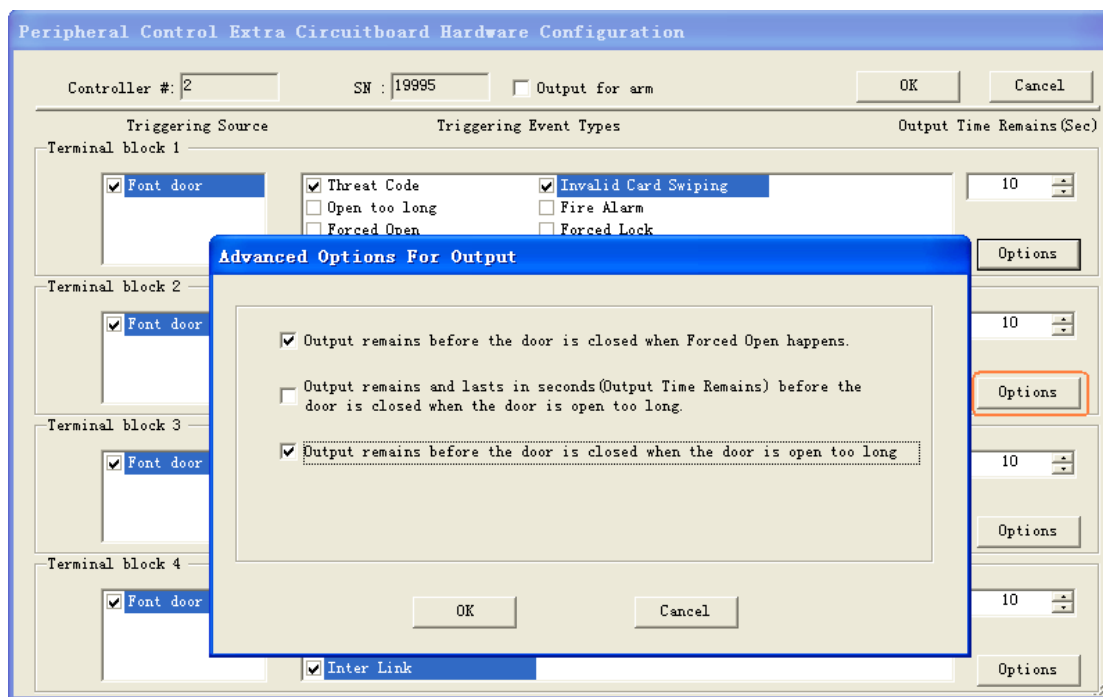 Peripheral Control Extra Circuitboard Hardware Configuration
Controller #: 2 SN : 19995 Output for arm OK Cancel
Triggering Source Triggering Event Types Output Time Remains(Sec)
Terminal block 1
Font door Threat Code Invalid Card Swiping 10
Open too long Fire Alarm
Forced Open Forced Lock
Advanced Options For Output Options
Terminal block 2
Font door 10
Output remains before the door is closed when Forced Open happens.
Output remains and lasts in seconds(Output Time Remains) before the
door is closed when the door is open too long.
Options
Terminal block 3
Output remains before the door is closed when the door is open too long
Font door 10
Options
Terminal block 4
Font door 10
OK Cancel
Inter Link Options